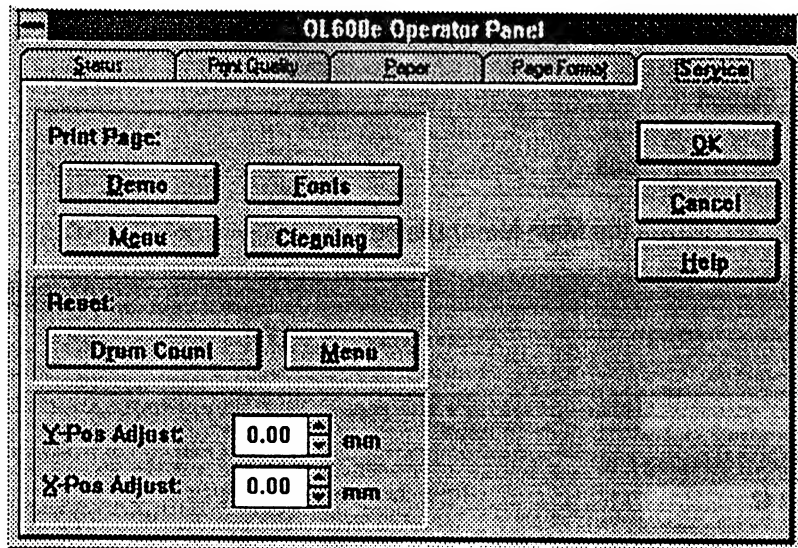 OL600e Operator Panel
Status Print Quality Paper Page Format Service
Print Page:
Demo Fonts
Menu Cleaning
Reset:
Drum Count Menu
Y-Pos Adjust: 0.00 mm
X-Pos Adjust: 0.00 mm
OK
Cancel
Help